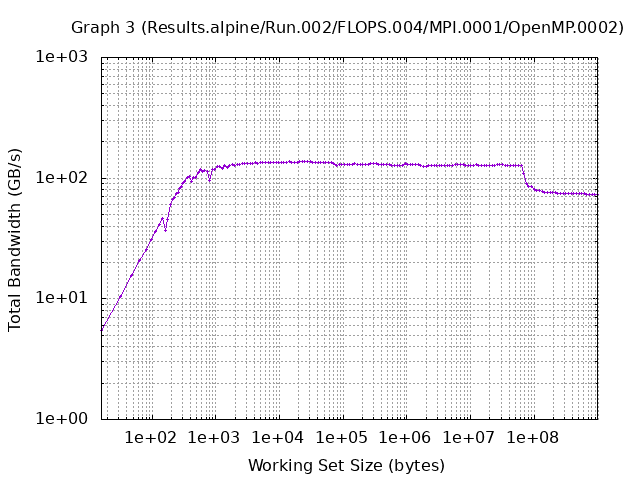 Graph 3 (Results.alpine/Run.002/FLOPS.004/MPI.0001/OpenMP.0002)
1e+03
1e+02
1e+01
1e+00
Total Bandwidth (GB/s)
1e+02 1e+03 1e+04 1e+05 1e+06 1e+07 1e+08
Working Set Size (bytes)